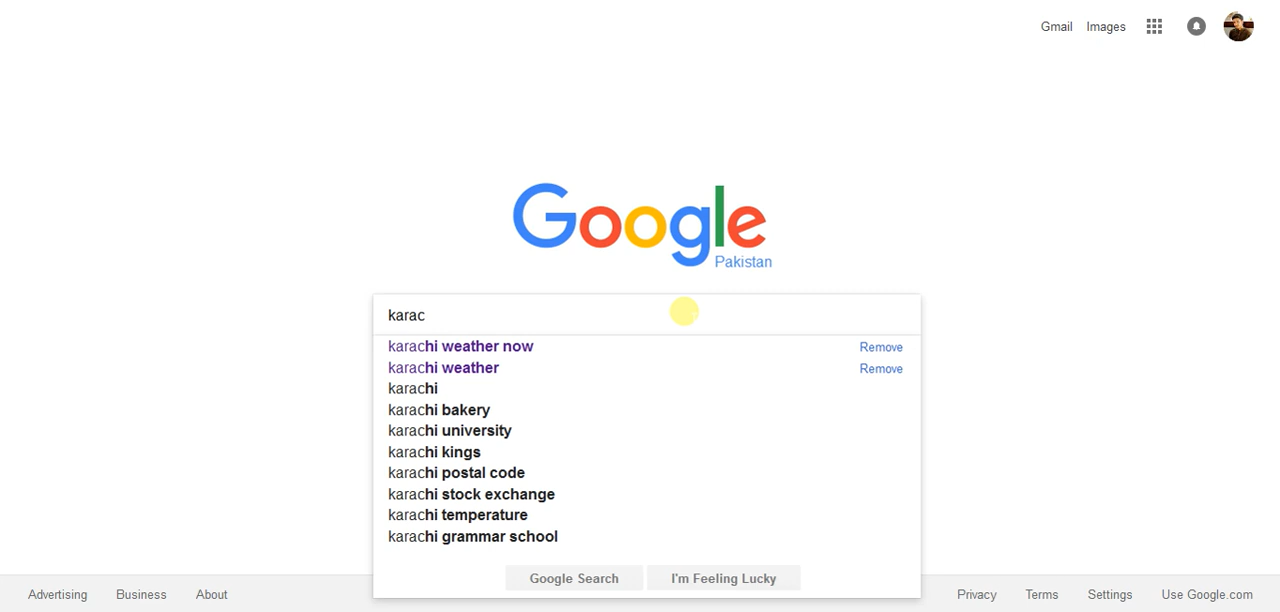 Gmail Images
Google
Pakistan
karac
karachi weather now Remove
karachi weather Remove
karachi
karachi bakery
karachi university
karachi kings
karachi postal code
karachi stock exchange
karachi temperature
karachi grammar school
Google Search I'm Feeling Lucky
Advertising Business About Privacy Terms Settings Use Google.com